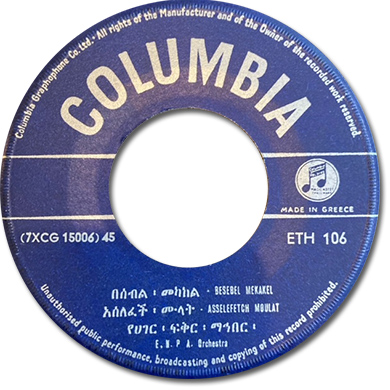 Columbia Graphophone Co. Ltd. · All rights of the Manufacturer and of the Owner of the recorded work reserved.
COLUMBIA
MADE IN GREECE
(7XCG 15006) 45
ETH 106
በሰብል ፡ መካከል - BESEBEL MEKAKEL
አሰለፈች ፡ ሙላት - ASSELEFETCH MOULAT
የሀገር ፡ ፍቅር ፡ ማኅበር ፡
E.H.P.A. Orchestra
Unauthorised public performance, broadcasting and copying of this record prohibited.